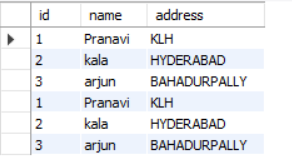 id name address
1 Pranavi KLH
2 kala HYDERABAD
3 arjun BAHADURPALLY
1 Pranavi KLH
2 kala HYDERABAD
3 arjun BAHADURPALLY